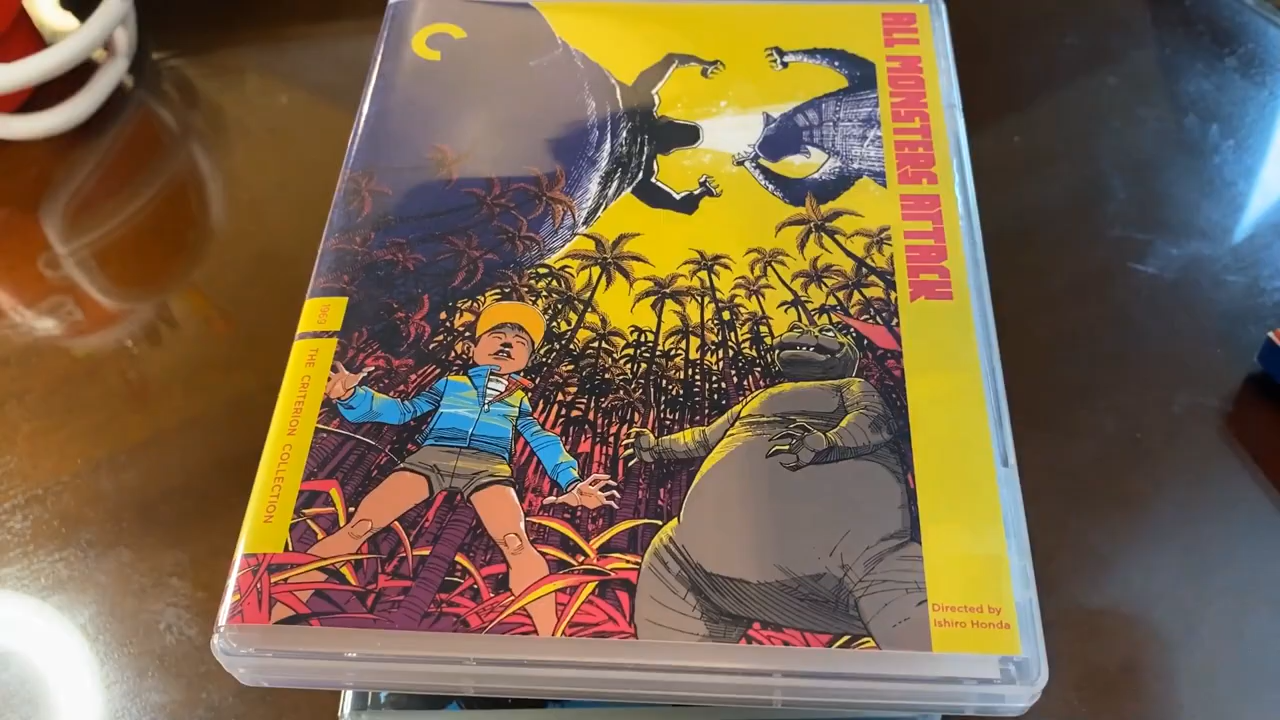 ALL MONSTERS ATTACK
1969
THE CRITERION COLLECTION
Directed by
Ishiro Honda